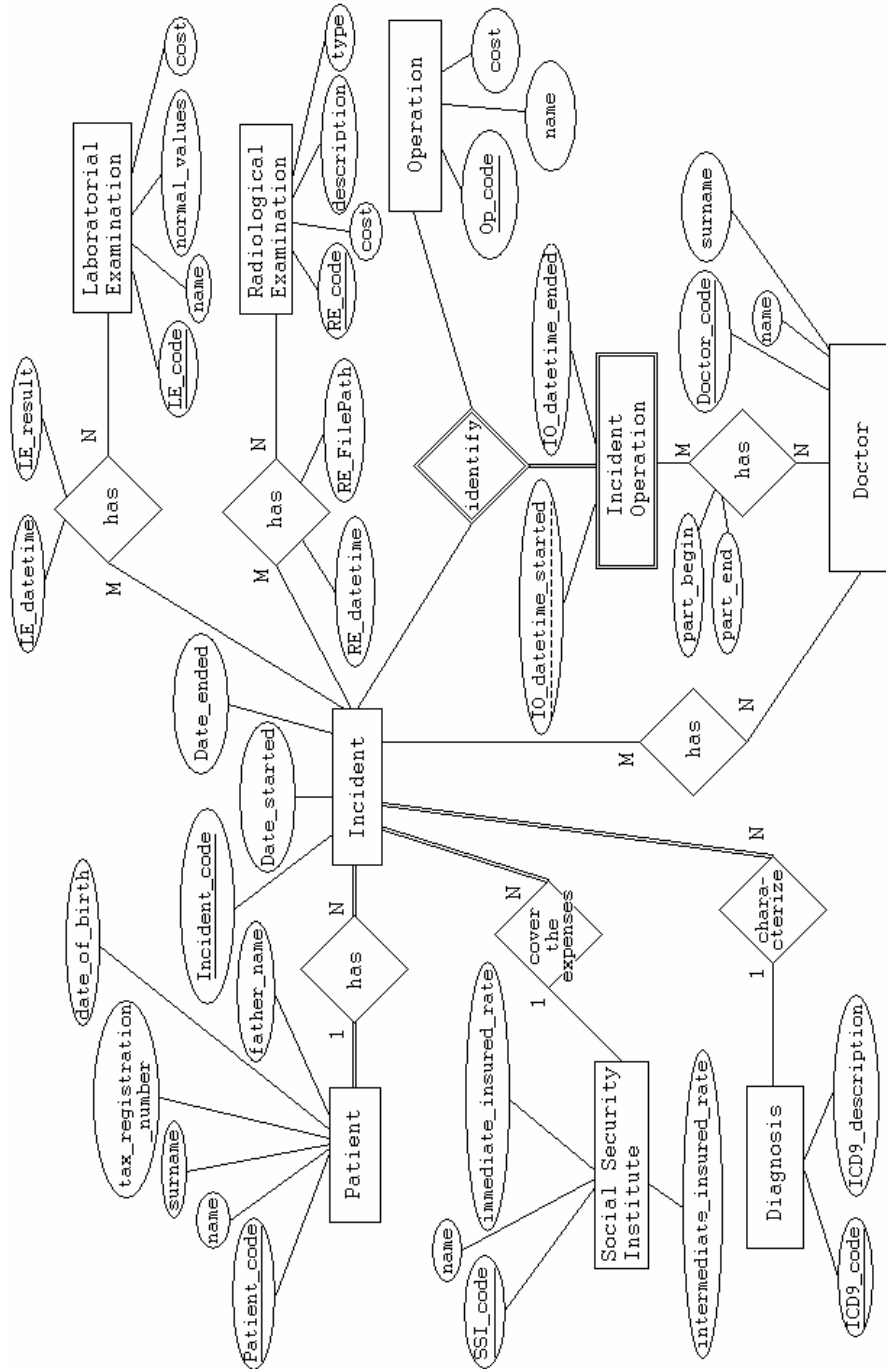 Patient_code
name
surname
tax_registration
_number
date_of_birth
father_name
Patient
1
has
N
Incident_code
Date_started
Date_ended
Incident
LE_datetime
LE_result
M
has
N
Laboratorial
Examination
LE_code
name
normal_values
cost
M
has
N
RE_datetime
RE_FilePath
Radiological
Examination
RE_code
cost
description
type
Operation
Op_code
name
cost
identify
IO_datetime_started
IO_datetime_ended
Incident
Operation
M
has
N
part_begin
part_end
Doctor_code
name
surname
Doctor
M
has
N
SSI_code
name
immediate_insured_rate
Social Security
Institute
intermediate_insured_rate
1
cover
the
expenses
N
Diagnosis
ICD9_code
ICD9_description
1
chara-
cterize
N